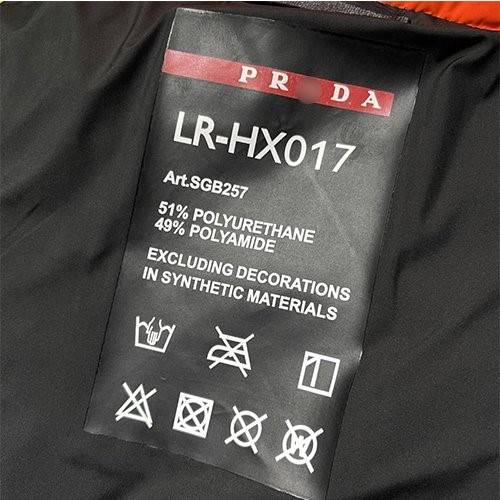 PR DA
LR-HX017
Art.SGB257
51% POLYURETHANE
49% POLYAMIDE
EXCLUDING DECORATIONS
IN SYNTHETIC MATERIALS